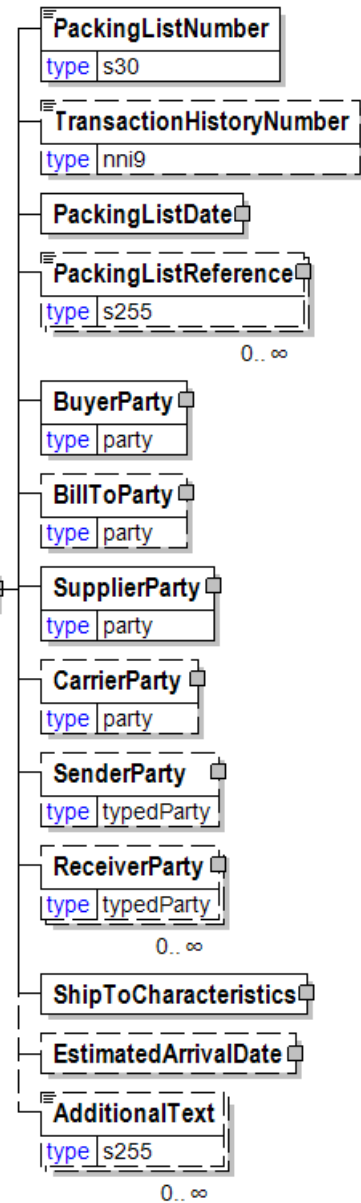 PackingListNumber
type s30
TransactionHistoryNumber
type nni9
PackingListDate
PackingListReference
type s255
0.. ∞
BuyerParty
type party
BillToParty
type party
SupplierParty
type party
CarrierParty
type party
SenderParty
type typedParty
ReceiverParty
type typedParty
0.. ∞
ShipToCharacteristics
EstimatedArrivalDate
AdditionalText
type s255
0.. ∞